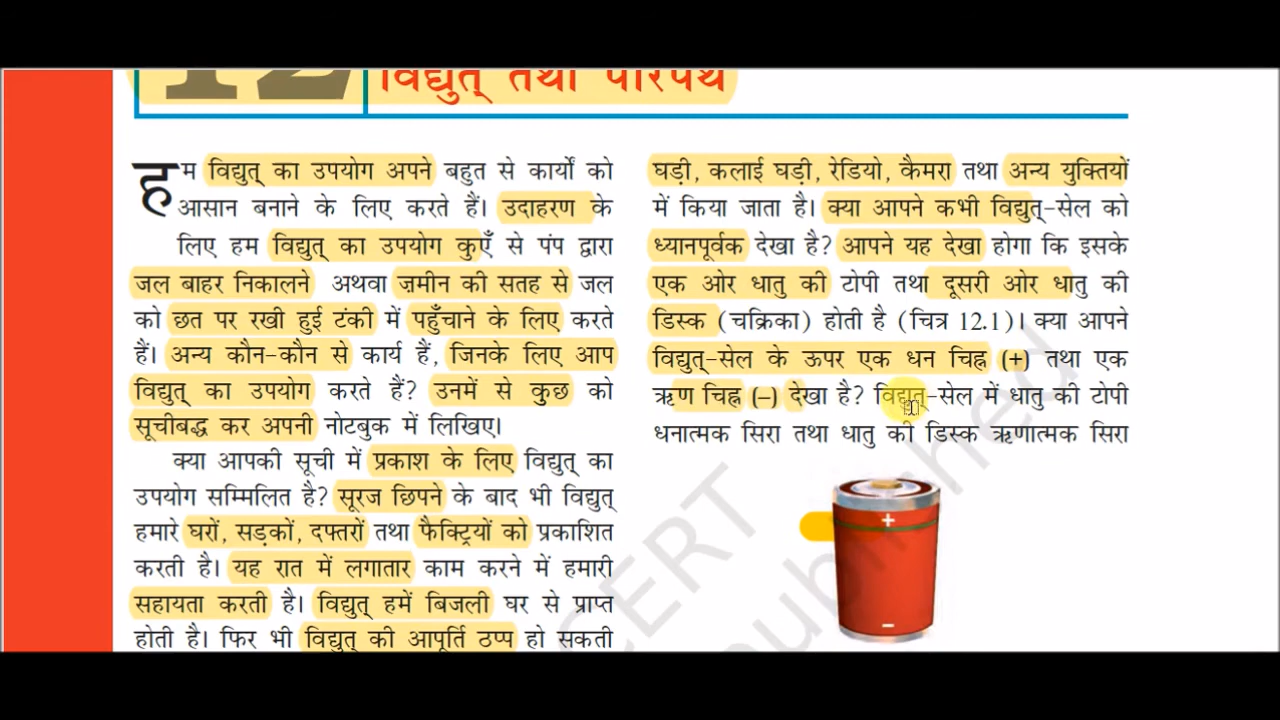 12
विद्युत् तथा परिपथ
हम विद्युत् का उपयोग अपने बहुत से कार्यों को
आसान बनाने के लिए करते हैं। उदाहरण के
लिए हम विद्युत् का उपयोग कुएँ से पंप द्वारा
जल बाहर निकालने अथवा ज़मीन की सतह से जल
को छत पर रखी हुई टंकी में पहुँचाने के लिए करते
हैं। अन्य कौन-कौन से कार्य हैं, जिनके लिए आप
विद्युत् का उपयोग करते हैं? उनमें से कुछ को
सूचीबद्ध कर अपनी नोटबुक में लिखिए।
क्या आपकी सूची में प्रकाश के लिए विद्युत् का
उपयोग सम्मिलित है? सूरज छिपने के बाद भी विद्युत्
हमारे घरों, सड़कों, दफ्तरों तथा फैक्ट्रियों को प्रकाशित
करती है। यह रात में लगातार काम करने में हमारी
सहायता करती है। विद्युत् हमें बिजली घर से प्राप्त
होती है। फिर भी विद्युत् की आपूर्ति ठप्प हो सकती
घड़ी, कलाई घड़ी, रेडियो, कैमरा तथा अन्य युक्तियों
में किया जाता है। क्या आपने कभी विद्युत्-सेल को
ध्यानपूर्वक देखा है? आपने यह देखा होगा कि इसके
एक ओर धातु की टोपी तथा दूसरी ओर धातु की
डिस्क (चक्रिका) होती है (चित्र 12.1)। क्या आपने
विद्युत्-सेल के ऊपर एक धन चिह्न (+) तथा एक
ऋण चिह्न (–) देखा है? विद्युत्-सेल में धातु की टोपी
धनात्मक सिरा तथा धातु की डिस्क ऋणात्मक सिरा
+
–